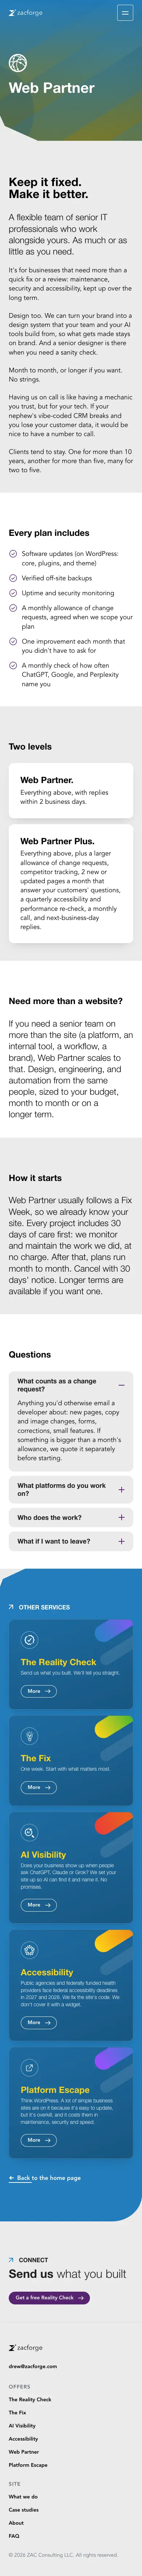 zacforge
Web Partner
Keep it fixed.
Make it better.
A flexible team of senior IT
professionals who work
alongside yours. As much or as
little as you need.
It's for businesses that need more than a
quick fix or a review: maintenance,
security and accessibility, kept up over the
long term.
Design too. We can turn your brand into a
design system that your team and your AI
tools build from, so what gets made stays
on brand. And a senior designer is there
when you need a sanity check.
Month to month, or longer if you want.
No strings.
Having us on call is like having a mechanic
you trust, but for your tech. If your
nephew's vibe-coded CRM breaks and
you lose your customer data, it would be
nice to have a number to call.
Clients tend to stay. One for more than 10
years, another for more than five, many for
two to five.
Every plan includes
Software updates (on WordPress:
core, plugins, and theme)
Verified off-site backups
Uptime and security monitoring
A monthly allowance of change
requests, agreed when we scope your
plan
One improvement each month that
you didn't have to ask for
A monthly check of how often
ChatGPT, Google, and Perplexity
name you
Two levels
Web Partner.
Everything above, with replies
within 2 business days.
Web Partner Plus.
Everything above, plus a larger
allowance of change requests,
competitor tracking, 2 new or
updated pages a month that
answer your customers' questions,
a quarterly accessibility and
performance re-check, a monthly
call, and next-business-day
replies.
Need more than a website?
If you need a senior team on
more than the site (a platform, an
internal tool, a workflow, a
brand), Web Partner scales to
that. Design, engineering, and
automation from the same
people, sized to your budget,
month to month or on a
longer term.
How it starts
Web Partner usually follows a Fix
Week, so we already know your
site. Every project includes 30
days of care first: we monitor
and maintain the work we did, at
no charge. After that, plans run
month to month. Cancel with 30
days' notice. Longer terms are
available if you want one.
Questions
What counts as a change
request?
Anything you'd otherwise email a
developer about: new pages, copy
and image changes, forms,
corrections, small features. If
something is bigger than a month's
allowance, we quote it separately
before starting.
What platforms do you work
on?
Who does the work?
What if I want to leave?
OTHER SERVICES
The Reality Check
Send us what you built. We'll tell you straight.
More
The Fix
One week. Start with what matters most.
More
AI Visibility
Does your business show up when people
ask ChatGPT, Claude or Grok? We set your
site up so AI can find it and name it. No
promises.
More
Accessibility
Public agencies and federally funded health
providers face federal accessibility deadlines
in 2027 and 2028. We fix the site's code. We
don't cover it with a widget.
More
Platform Escape
Think WordPress. A lot of simple business
sites are on it because it's easy to update,
but it's overkill, and it costs them in
maintenance, security and speed.
More
Back to the home page
CONNECT
Send us what you built
Get a free Reality Check
zacforge
drew@zacforge.com
OFFERS
The Reality Check
The Fix
AI Visibility
Accessibility
Web Partner
Platform Escape
SITE
What we do
Case studies
About
FAQ
© 2026 ZAC Consulting LLC. All rights reserved.